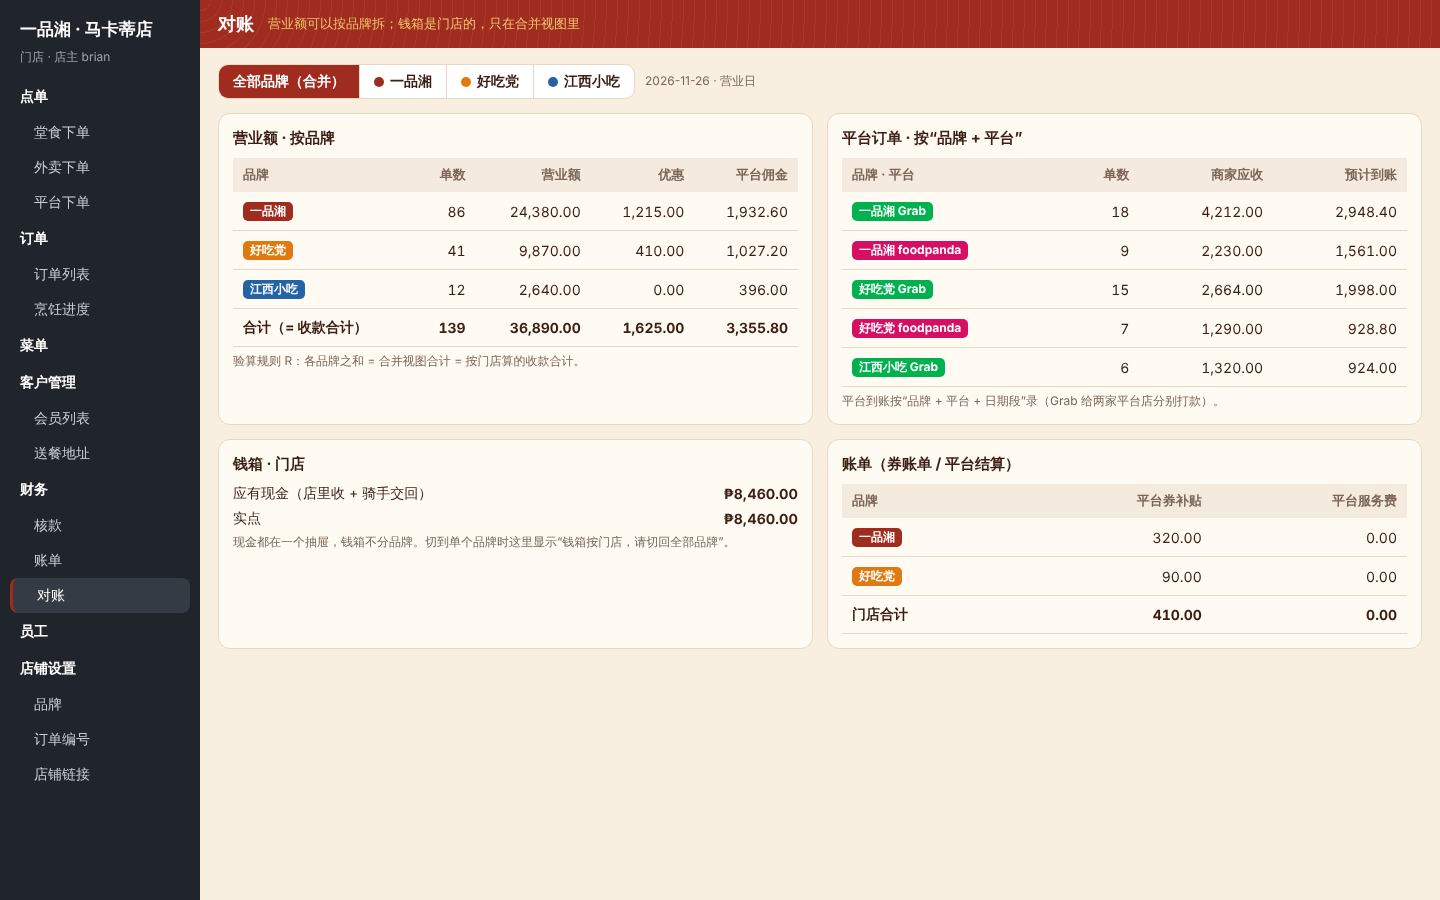 一品湘 · 马卡蒂店
门店 · 店主 brian
点单
堂食下单
外卖下单
平台下单
订单
订单列表
烹饪进度
菜单
客户管理
会员列表
送餐地址
财务
核款
账单
对账
员工
店铺设置
品牌
订单编号
店铺链接
对账 营业额可以按品牌拆；钱箱是门店的，只在合并视图里
全部品牌（合并） 一品湘 好吃党 江西小吃 2026-11-26 · 营业日
营业额 · 按品牌
品牌 单数 营业额 优惠 平台佣金
一品湘 86 24,380.00 1,215.00 1,932.60
好吃党 41 9,870.00 410.00 1,027.20
江西小吃 12 2,640.00 0.00 396.00
合计（= 收款合计） 139 36,890.00 1,625.00 3,355.80
验算规则 R：各品牌之和 = 合并视图合计 = 按门店算的收款合计。
平台订单 · 按“品牌 + 平台”
品牌 · 平台 单数 商家应收 预计到账
一品湘 Grab 18 4,212.00 2,948.40
一品湘 foodpanda 9 2,230.00 1,561.00
好吃党 Grab 15 2,664.00 1,998.00
好吃党 foodpanda 7 1,290.00 928.80
江西小吃 Grab 6 1,320.00 924.00
平台到账按“品牌 + 平台 + 日期段”录（Grab 给两家平台店分别打款）。
钱箱 · 门店
应有现金（店里收 + 骑手交回） ₱8,460.00
实点 ₱8,460.00
现金都在一个抽屉，钱箱不分品牌。切到单个品牌时这里显示“钱箱按门店，请切回全部品牌”。
账单（券账单 / 平台结算）
品牌 平台券补贴 平台服务费
一品湘 320.00 0.00
好吃党 90.00 0.00
门店合计 410.00 0.00